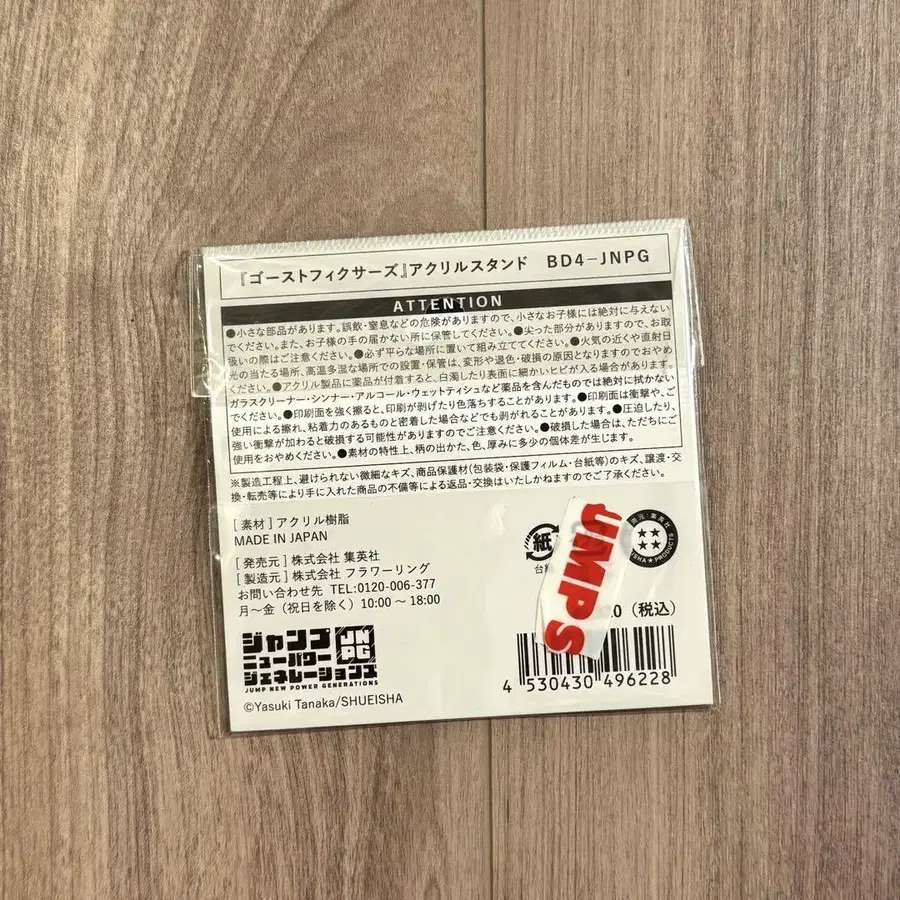 『ゴーストフィクサーズ』アクリルスタンド BD4-JNPG
ATTENTION
●小さな部品があります。誤飲・窒息などの危険がありますので、小さなお子様には絶対に与えない
でください。また、お子様の手の届かない所に保管してください。●尖った部分がありますので、お取
扱いの際はご注意ください。●必ず平らな場所に置いて組み立ててください。●火気の近くや直射日
光の当たる場所、高温多湿な場所での設置・保管は、変形や退色・破損の原因となりますのでおやめ
ください。●アクリル製品に薬品が付着すると、白濁したり表面に細かいヒビが入る場合があります。
ガラスクリーナー・シンナー・アルコール・ウェットティシュなど薬品を含んだものでは絶対に拭かない
でください。●印刷面を強く擦ると、印刷が剥げたり色落ちすることがあります。●印刷面は衝撃や、ご
使用による擦れ、粘着力のあるものと密着した場合などでも剥がれることがあります。●圧迫したり、
強い衝撃が加わると破損する可能性がありますのでご注意ください。●破損した場合は、ただちにご
使用をおやめください。●素材の特性上、柄の出かた、色、厚みに多少の個体差が生じます。
※製造工程上、避けられない微細なキズ、商品保護材(包装袋・保護フィルム・台紙等)のキズ、譲渡・交
換・転売等により手に入れた商品の不備等による返品・交換はいたしかねますのでご了承ください。
[ 素材 ] アクリル樹脂
MADE IN JAPAN
[ 発売元 ] 株式会社 集英社
[ 製造元 ] 株式会社 フラワーリング
お問い合わせ先 TEL:0120-006-377
月〜金（祝日を除く）10:00 〜 18:00
ジャンプ
ニューパワー
ジェネレーションズ
JNPG
JUMP NEW POWER GENERATIONS
©Yasuki Tanaka/SHUEISHA
紙
JMPS
0（税込）
4 530430 496228